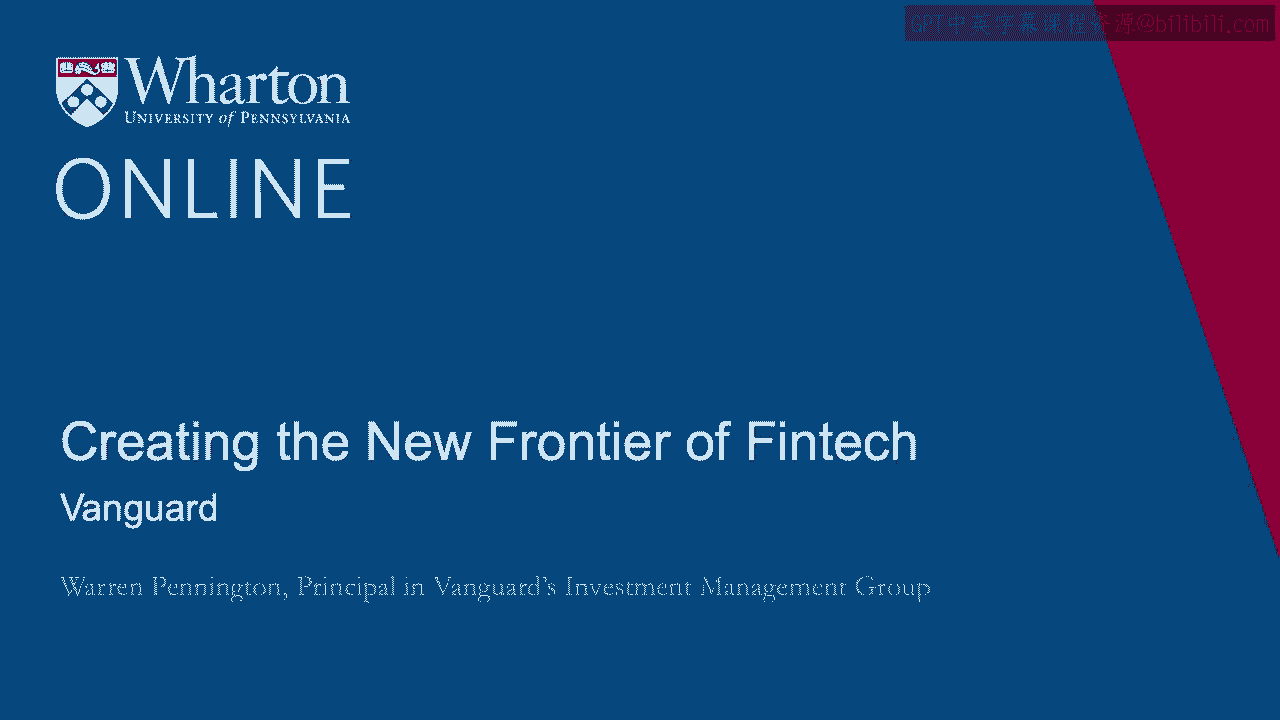 源@bilibili.com
Wharton
UNIVERSITY of PENNSYLVANIA
ONLINE
Creating the New Frontier of Fintech
Vanguard
Warren Pennington, Principal in Vanguard's Investment Management Group